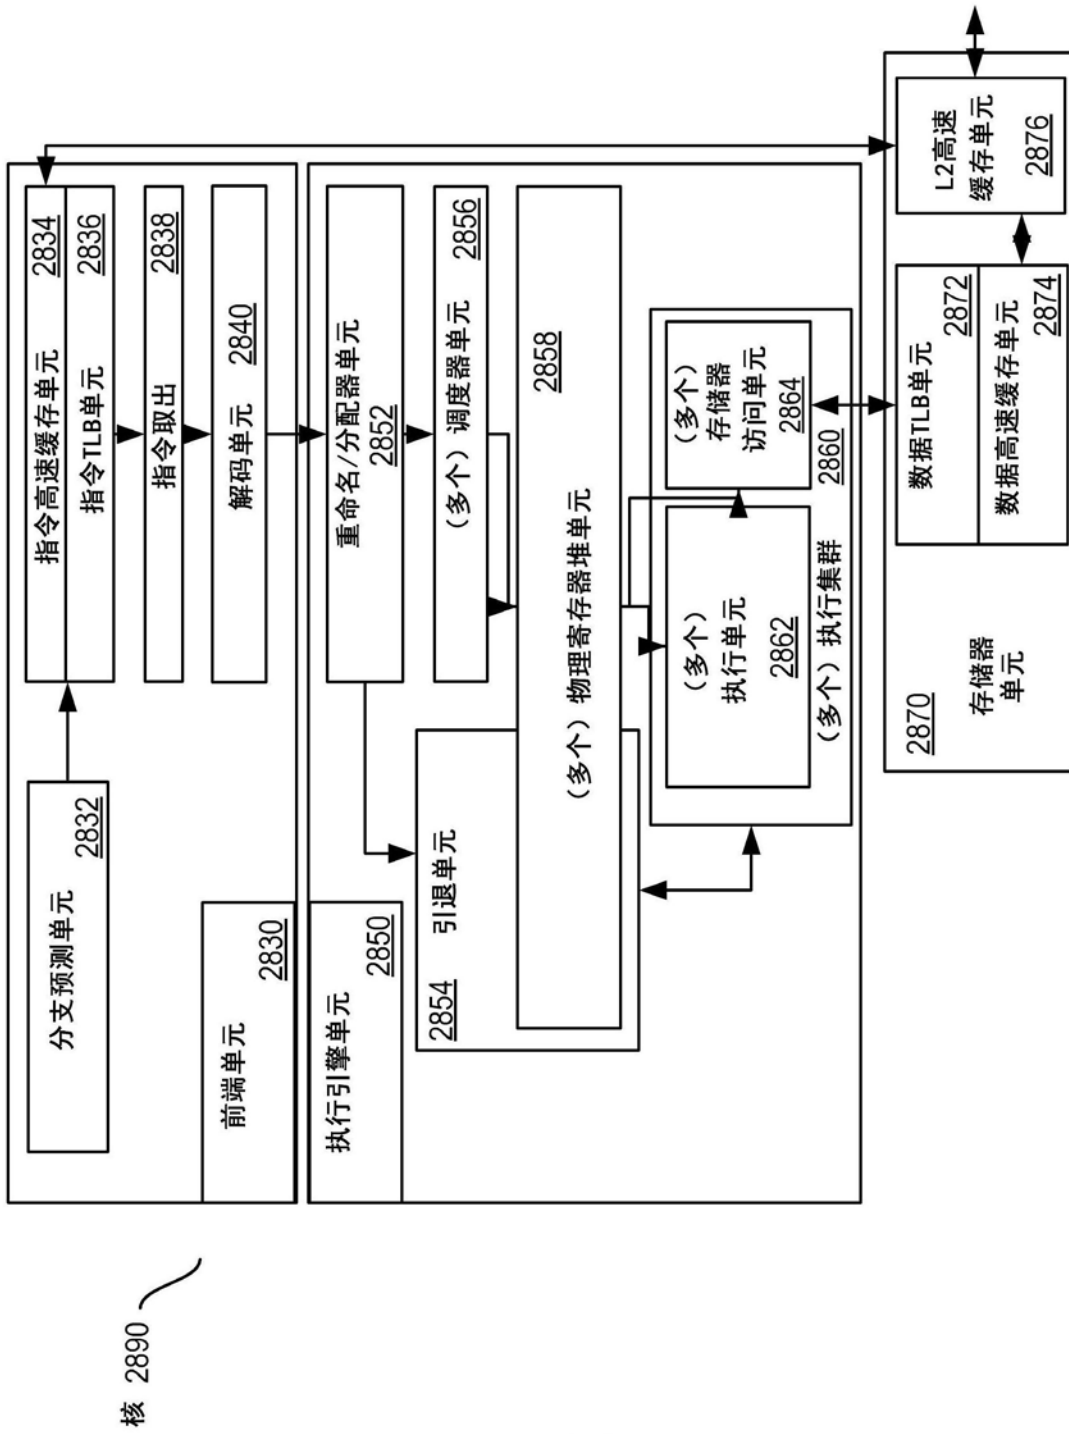 核 2890
分支预测单元
2832
指令高速缓存单元
2834
指令TLB单元
2836
指令取出
2838
解码单元
2840
前端单元
2830
执行引擎单元
2850
重命名/分配器单元
2852
(多个)调度器单元
2856
引退单元
2854
(多个)物理寄存器堆单元
2858
(多个)
执行单元
2862
(多个)
存储器
访问单元
2864
(多个)执行集群
2860
2870
存储器
单元
数据TLB单元
2872
数据高速缓存单元
2874
L2高速
缓存单元
2876